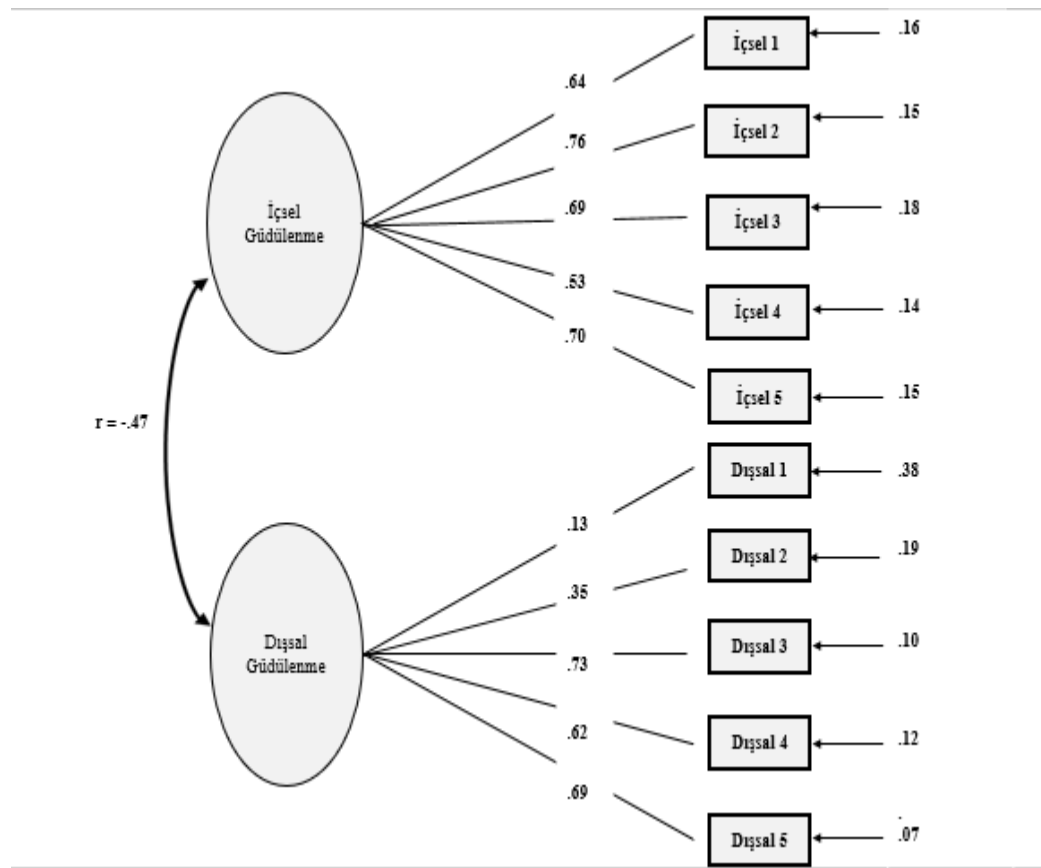 İçsel 1
.16
.64
İçsel 2
.15
.76
İçsel
Güdülenme
.69
İçsel 3
.18
.53
İçsel 4
.14
.70
İçsel 5
.15
r = -.47
Dışsal 1
.38
.13
Dışsal 2
.19
.35
Dışsal
Güdülenme
.73
Dışsal 3
.10
.62
Dışsal 4
.12
.69
Dışsal 5
.07